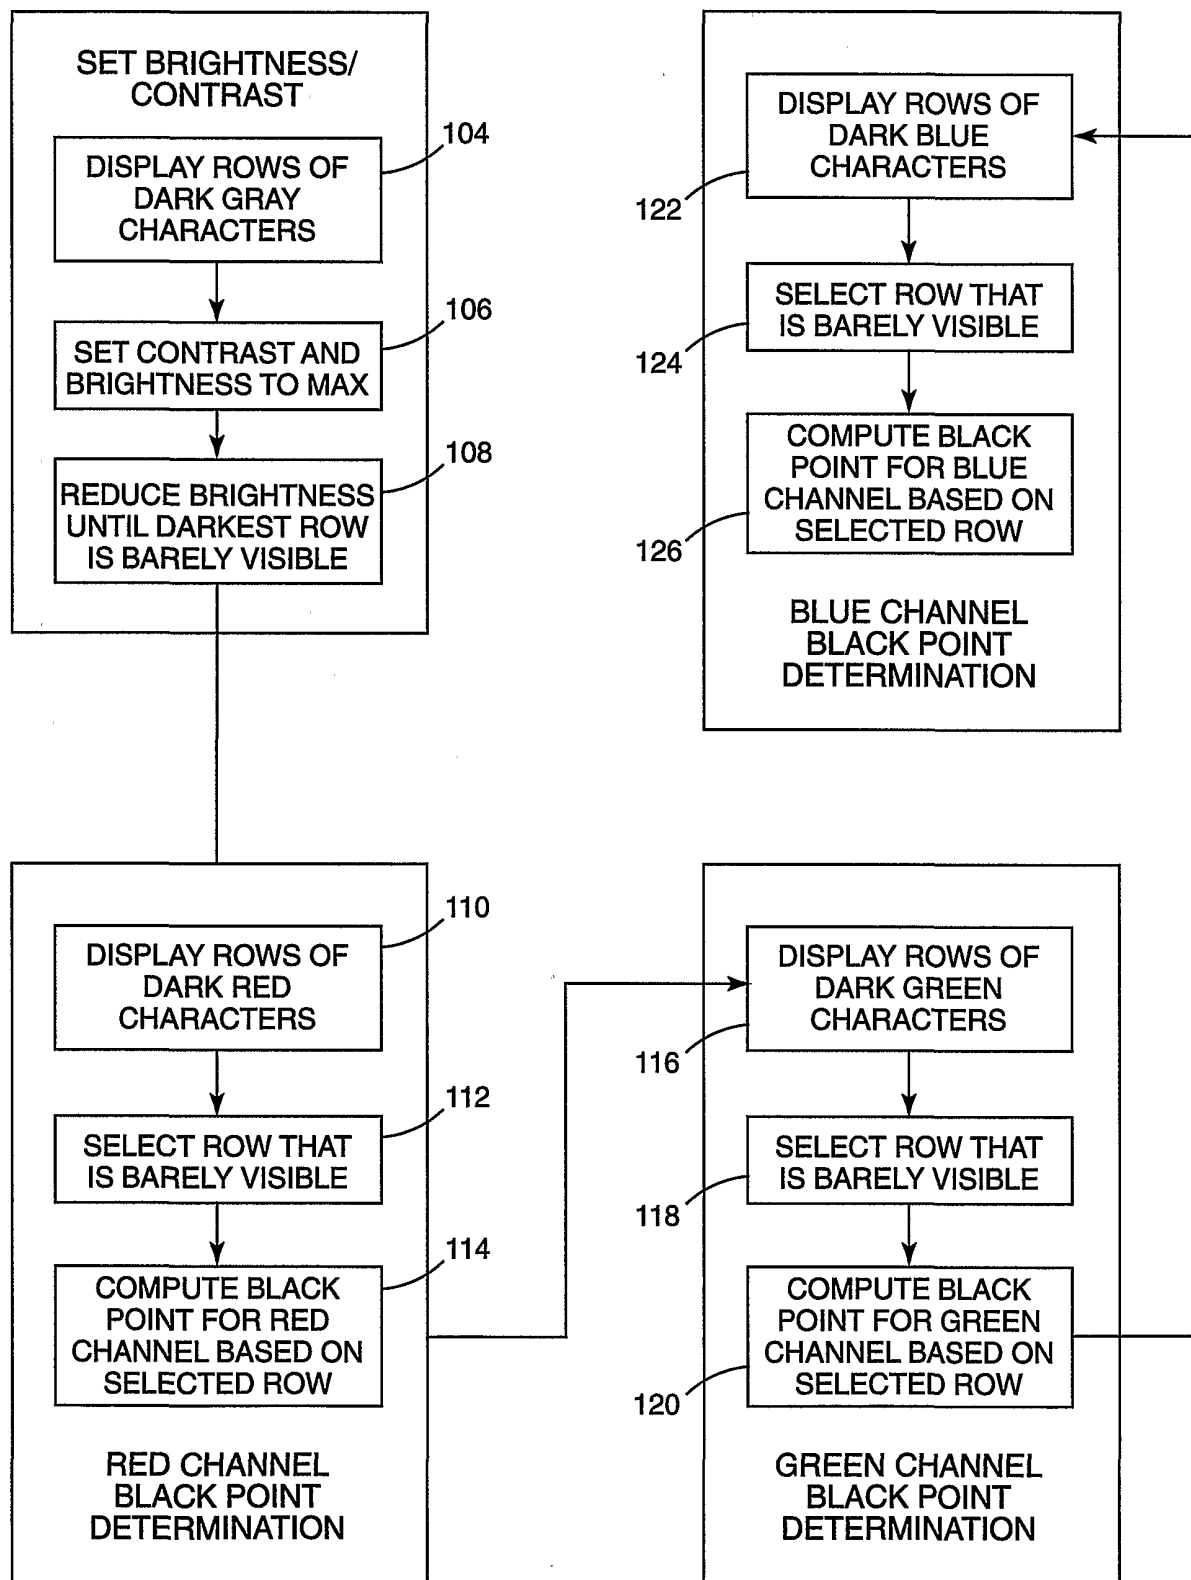 SET BRIGHTNESS/
CONTRAST
104
DISPLAY ROWS OF
DARK GRAY
CHARACTERS
106
SET CONTRAST AND
BRIGHTNESS TO MAX
108
REDUCE BRIGHTNESS
UNTIL DARKEST ROW
IS BARELY VISIBLE
110
DISPLAY ROWS OF
DARK RED
CHARACTERS
112
SELECT ROW THAT
IS BARELY VISIBLE
114
COMPUTE BLACK
POINT FOR RED
CHANNEL BASED ON
SELECTED ROW
RED CHANNEL
BLACK POINT
DETERMINATION
DISPLAY ROWS OF
DARK GREEN
CHARACTERS
116
SELECT ROW THAT
IS BARELY VISIBLE
118
COMPUTE BLACK
POINT FOR GREEN
CHANNEL BASED ON
SELECTED ROW
120
GREEN CHANNEL
BLACK POINT
DETERMINATION
DISPLAY ROWS OF
DARK BLUE
CHARACTERS
122
SELECT ROW THAT
IS BARELY VISIBLE
124
COMPUTE BLACK
POINT FOR BLUE
CHANNEL BASED ON
SELECTED ROW
126
BLUE CHANNEL
BLACK POINT
DETERMINATION